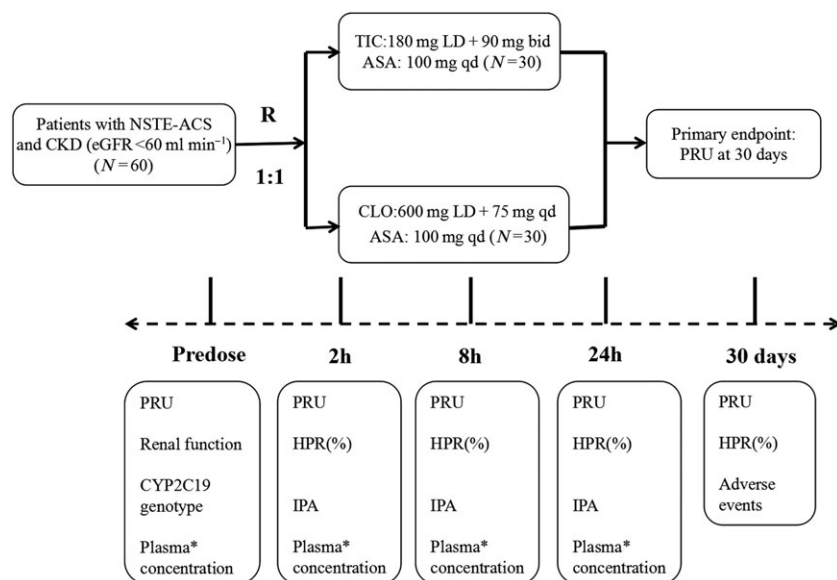 TIC:180 mg LD + 90 mg bid
ASA: 100 mg qd (N=30)
Patients with NSTE-ACS
and CKD (eGFR <60 ml min⁻¹)
(N=60)
R
1:1
Primary endpoint:
PRU at 30 days
CLO:600 mg LD + 75 mg qd
ASA: 100 mg qd (N=30)
Predose
2h
8h
24h
30 days
PRU
Renal function
CYP2C19
genotype
Plasma*
concentration
PRU
HPR(%)
IPA
Plasma*
concentration
PRU
HPR(%)
IPA
Plasma*
concentration
PRU
HPR(%)
IPA
Plasma*
concentration
PRU
HPR(%)
Adverse
events